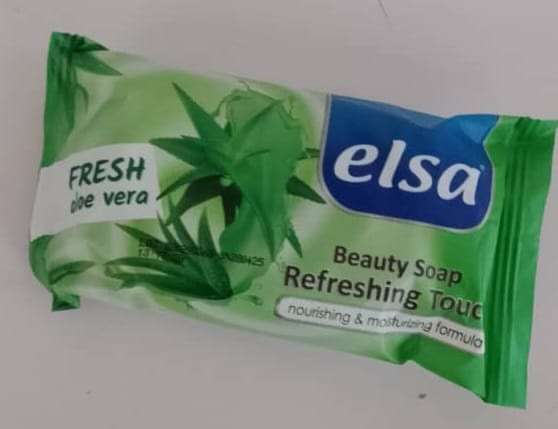 FRESH
aloe vera
elsa
Beauty Soap
Refreshing Touc
nourishing & moisturizing formula